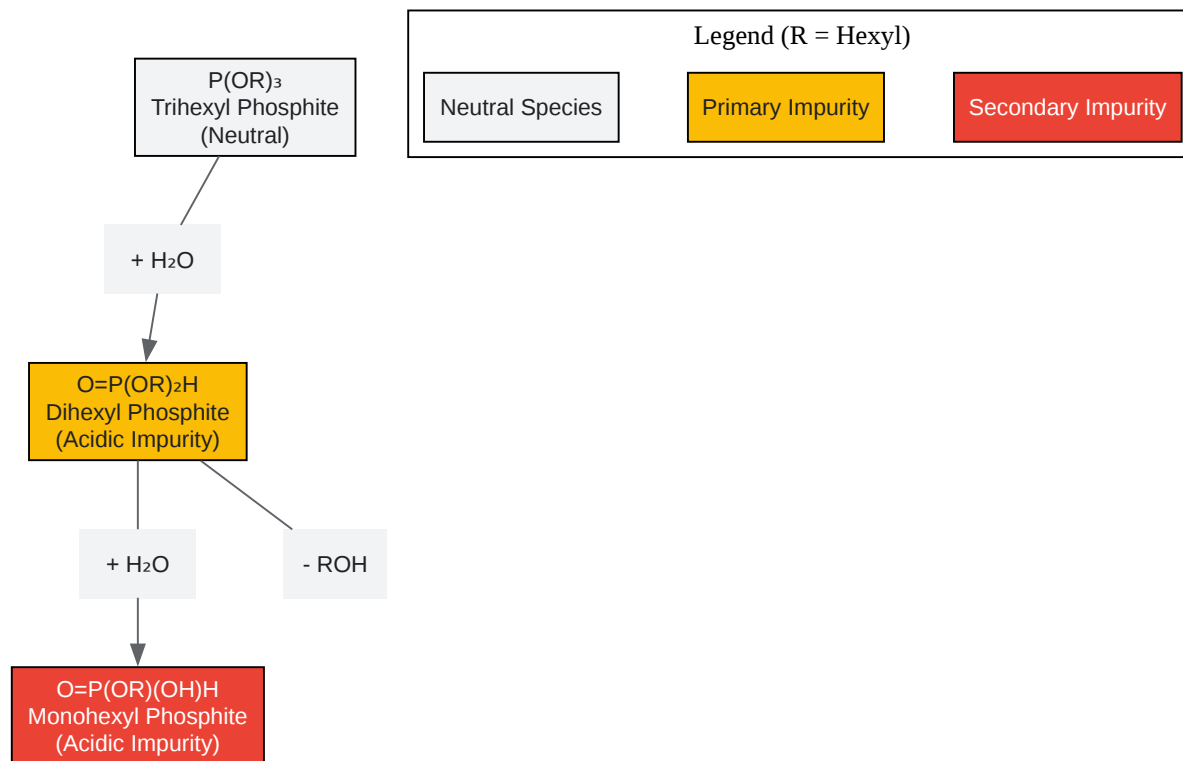 Legend (R = Hexyl)
Neutral Species
Primary Impurity
Secondary Impurity
P(OR)₃
Trihexyl Phosphite
(Neutral)
+ H₂O
O=P(OR)₂H
Dihexyl Phosphite
(Acidic Impurity)
+ H₂O
- ROH
O=P(OR)(OH)H
Monohexyl Phosphite
(Acidic Impurity)